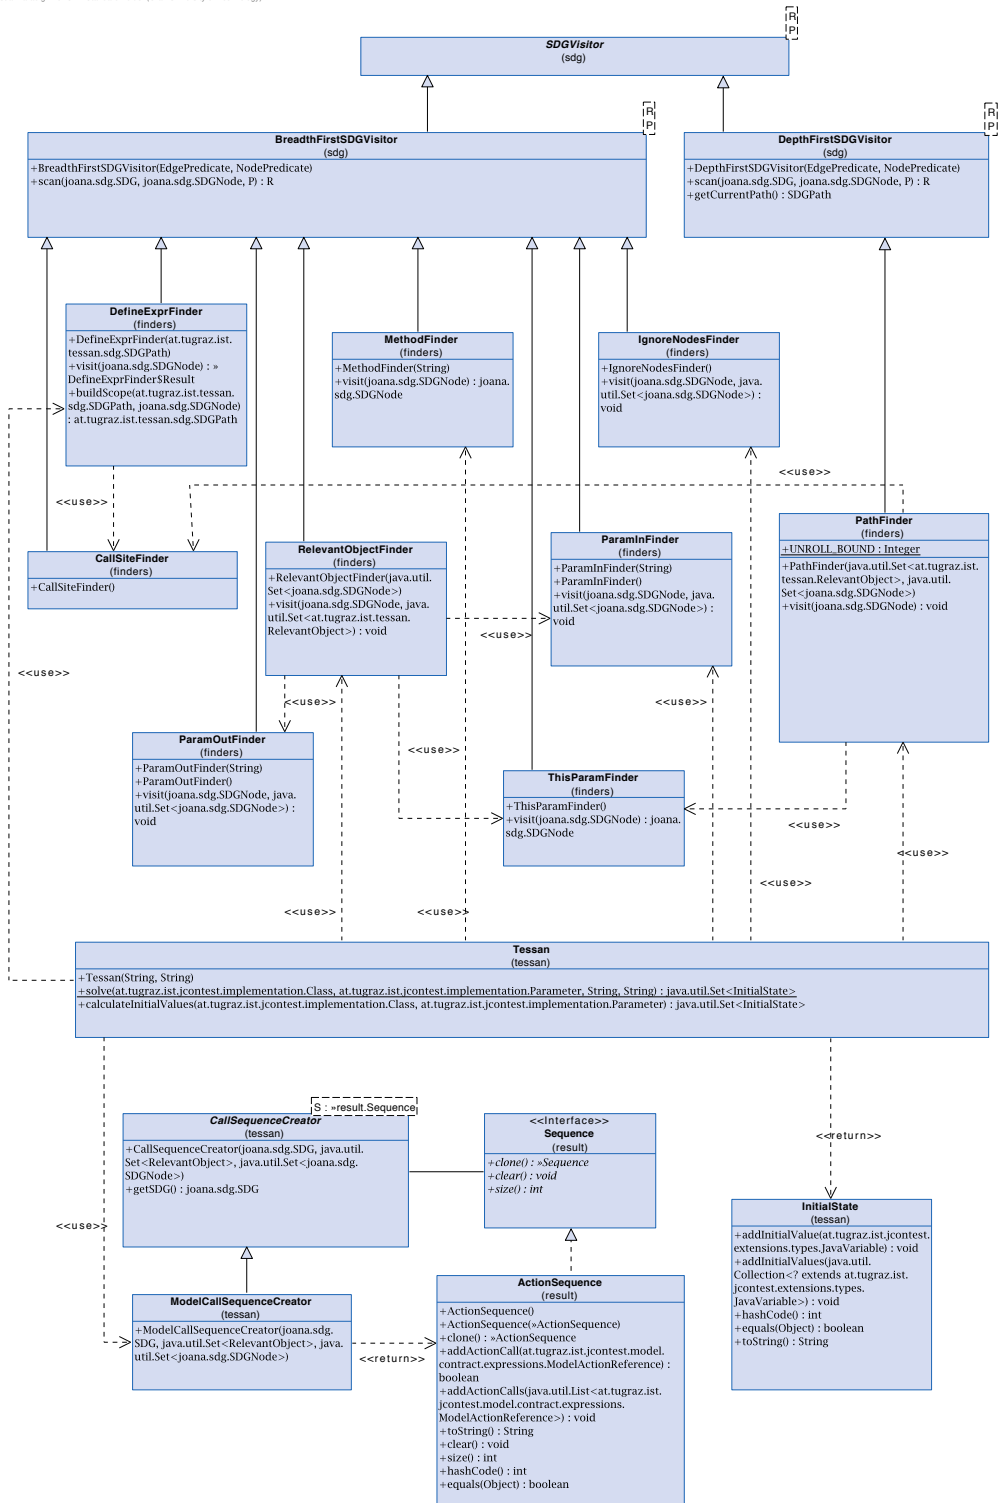 R
P
SDGVisitor
(sdg)
R
P
BreadthFirstSDGVisitor
(sdg)
+BreadthFirstSDGVisitor(EdgePredicate, NodePredicate)
+scan(joana.sdg.SDG, joana.sdg.SDGNode, P) : R
R
P
DepthFirstSDGVisitor
(sdg)
+DepthFirstSDGVisitor(EdgePredicate, NodePredicate)
+scan(joana.sdg.SDG, joana.sdg.SDGNode, P) : R
+getCurrentPath() : SDGPath
DefineExprFinder
(finders)
+DefineExprFinder(at.tugraz.ist.
tessan.sdg.SDGPath)
+visit(joana.sdg.SDGNode) : »
DefineExprFinder$Result
+buildScope(at.tugraz.ist.tessan.
sdg.SDGPath, joana.sdg.SDGNode)
: at.tugraz.ist.tessan.sdg.SDGPath
MethodFinder
(finders)
+MethodFinder(String)
+visit(joana.sdg.SDGNode) : joana.
sdg.SDGNode
IgnoreNodesFinder
(finders)
+IgnoreNodesFinder()
+visit(joana.sdg.SDGNode, java.
util.Set<joana.sdg.SDGNode>) :
void
<<use>>
<<use>>
CallSiteFinder
(finders)
+CallSiteFinder()
RelevantObjectFinder
(finders)
+RelevantObjectFinder(java.util.
Set<joana.sdg.SDGNode>)
+visit(joana.sdg.SDGNode, java.
util.Set<at.tugraz.ist.tessan.
RelevantObject>) : void
ParamInFinder
(finders)
+ParamInFinder(String)
+ParamInFinder()
+visit(joana.sdg.SDGNode, java.
util.Set<joana.sdg.SDGNode>) :
void
PathFinder
(finders)
+UNROLL_BOUND : Integer
+PathFinder(java.util.Set<at.tugraz.ist.
tessan.RelevantObject>, java.util.
Set<joana.sdg.SDGNode>)
+visit(joana.sdg.SDGNode) : void
<<use>>
<<use>>
<<use>>
<<use>>
<<use>>
ParamOutFinder
(finders)
+ParamOutFinder(String)
+ParamOutFinder()
+visit(joana.sdg.SDGNode, java.
util.Set<joana.sdg.SDGNode>) :
void
ThisParamFinder
(finders)
+ThisParamFinder()
+visit(joana.sdg.SDGNode) : joana.
sdg.SDGNode
<<use>>
<<use>>
<<use>>
<<use>>
<<use>>
Tessan
(tessan)
+Tessan(String, String)
+solve(at.tugraz.ist.jcontest.implementation.Class, at.tugraz.ist.jcontest.implementation.Parameter, String, String) : java.util.Set<InitialState>
+calculateInitialValues(at.tugraz.ist.jcontest.implementation.Class, at.tugraz.ist.jcontest.implementation.Parameter) : java.util.Set<InitialState>
S : »result.Sequence
CallSequenceCreator
(tessan)
+CallSequenceCreator(joana.sdg.SDG, java.util.
Set<RelevantObject>, java.util.Set<joana.sdg.
SDGNode>)
+getSDG() : joana.sdg.SDG
<<Interface>>
Sequence
(result)
+clone() : »Sequence
+clear() : void
+size() : int
<<return>>
<<use>>
InitialState
(tessan)
+addInitialValue(at.tugraz.ist.jcontest.
extensions.types.JavaVariable) : void
+addInitialValues(java.util.
Collection<? extends at.tugraz.ist.
jcontest.extensions.types.
JavaVariable>) : void
+hashCode() : int
+equals(Object) : boolean
+toString() : String
ModelCallSequenceCreator
(tessan)
+ModelCallSequenceCreator(joana.sdg.
SDG, java.util.Set<RelevantObject>, java.
util.Set<joana.sdg.SDGNode>)
<<return>>
ActionSequence
(result)
+ActionSequence()
+ActionSequence(»ActionSequence)
+clone() : »ActionSequence
+addActionCall(at.tugraz.ist.jcontest.model.
contract.expressions.ModelActionReference) :
boolean
+addActionCalls(java.util.List<at.tugraz.ist.
jcontest.model.contract.expressions.
ModelActionReference>) : void
+toString() : String
+clear() : void
+size() : int
+hashCode() : int
+equals(Object) : boolean